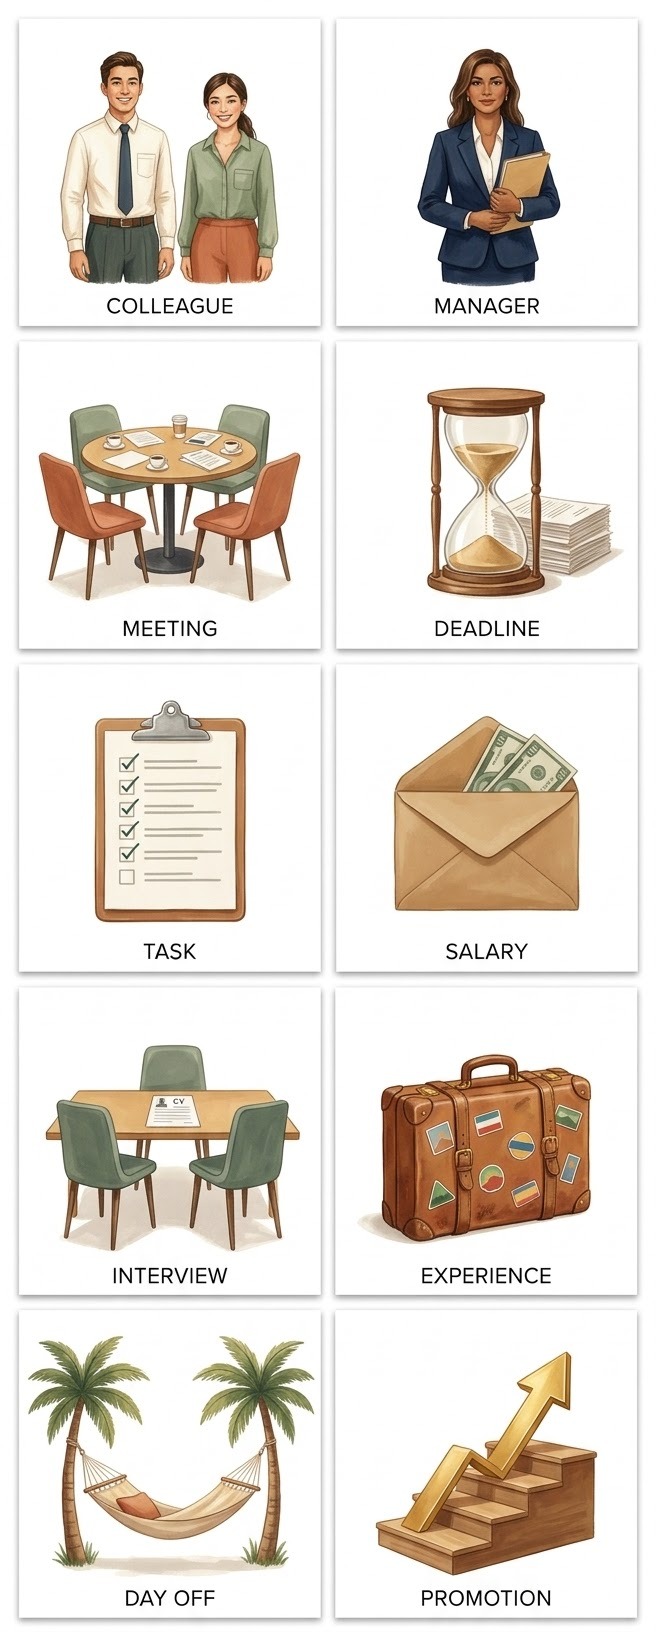 COLLEAGUE
MANAGER
MEETING
DEADLINE
TASK
SALARY
CV
INTERVIEW
EXPERIENCE
DAY OFF
PROMOTION